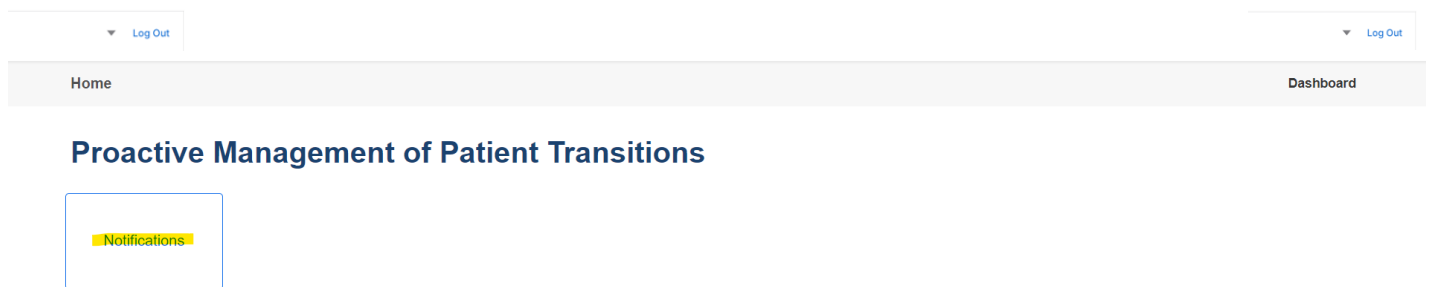 Log Out Log Out
Home Dashboard
Proactive Management of Patient Transitions
Notifications